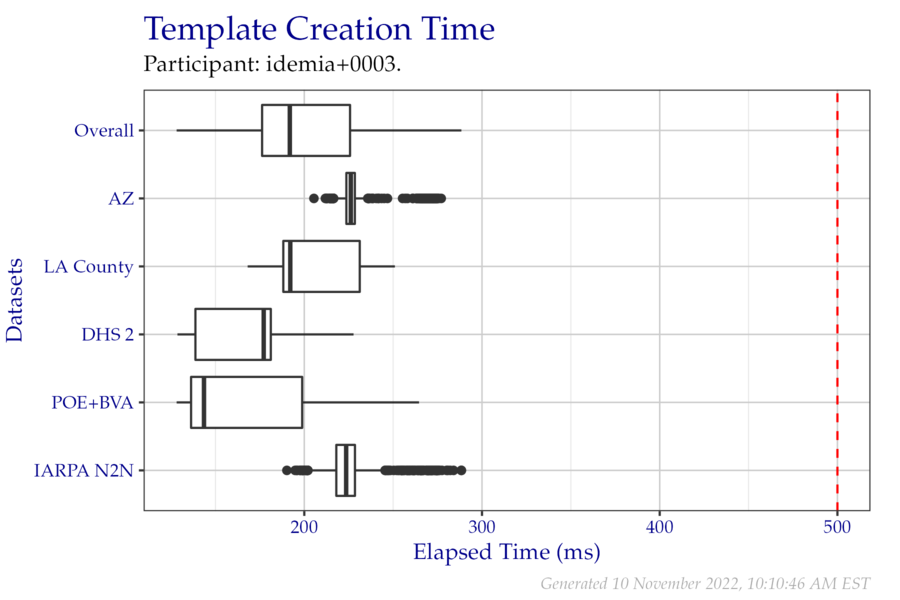 Template Creation Time
Participant: idemia+0003.
Datasets
Overall
AZ
LA County
DHS 2
POE+BVA
IARPA N2N
200 300 400 500
Elapsed Time (ms)
Generated 10 November 2022, 10:10:46 AM EST